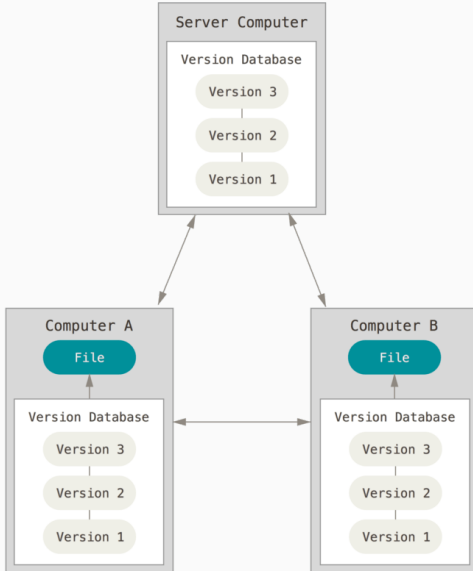 Server Computer
Version Database
Version 3
Version 2
Version 1
Computer A
File
Version Database
Version 3
Version 2
Version 1
Computer B
File
Version Database
Version 3
Version 2
Version 1